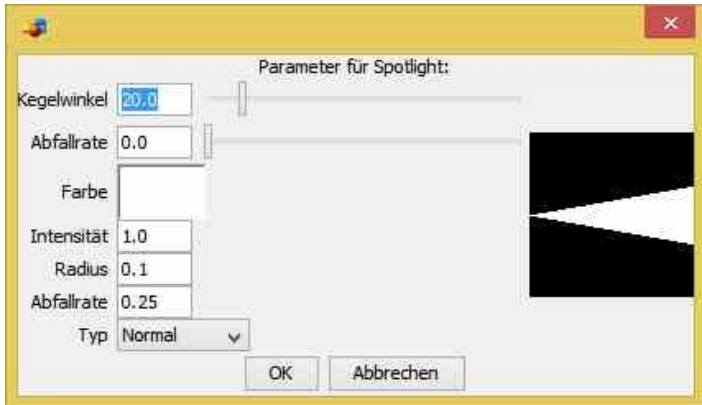 Parameter für Spotlight:
Kegelwinkel 20.0
Abfallrate 0.0
Farbe
Intensität 1.0
Radius 0.1
Abfallrate 0.25
Typ Normal
OK Abbrechen